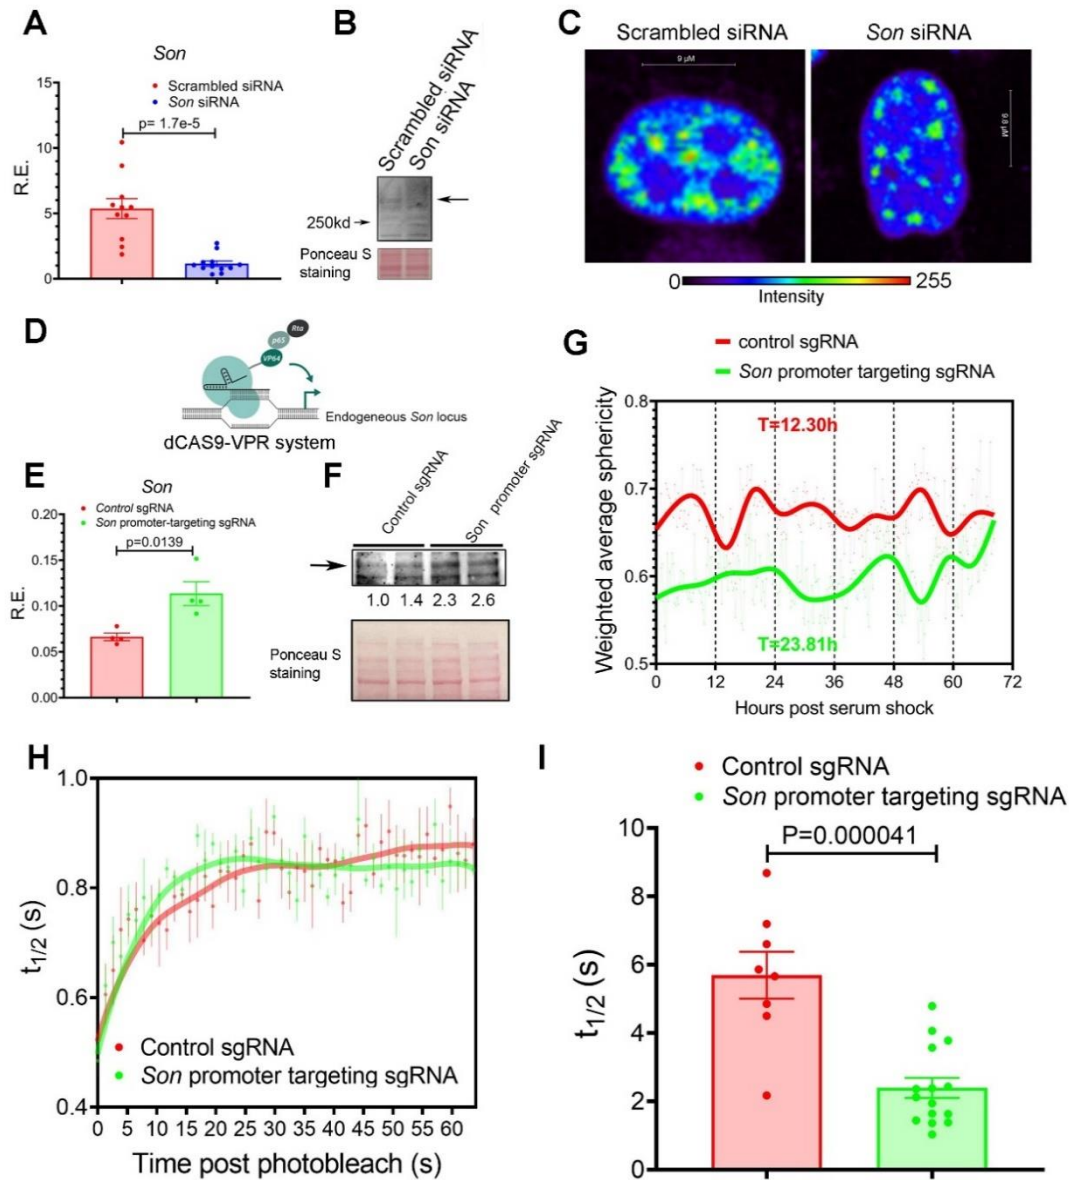 A
Son
Scrambled siRNA
Son siRNA
p= 1.7e-5
R.E.
15
10
5
0
B
Scrambled siRNA
Son siRNA
250kd
Ponceau S
staining
C
Scrambled siRNA
Son siRNA
9 µM
9.8 µM
0
255
Intensity
D
Rta
p65
VP64
Endogeneous Son locus
dCAS9-VPR system
E
Son
Control sgRNA
Son promoter-targeting sgRNA
p=0.0139
R.E.
0.20
0.15
0.10
0.05
0.00
F
Control sgRNA
Son promoter sgRNA
1.0 1.4 2.3 2.6
Ponceau S
staining
G
control sgRNA
Son promoter targeting sgRNA
Weighted average sphericity
0.8
0.7
0.6
0.5
T=12.30h
T=23.81h
0 12 24 36 48 60 72
Hours post serum shock
H
t1/2 (s)
1.0
0.8
0.6
0.4
Control sgRNA
Son promoter targeting sgRNA
0 5 10 15 20 25 30 35 40 45 50 55 60
Time post photobleach (s)
I
Control sgRNA
Son promoter targeting sgRNA
P=0.000041
t1/2 (s)
10
8
6
4
2
0